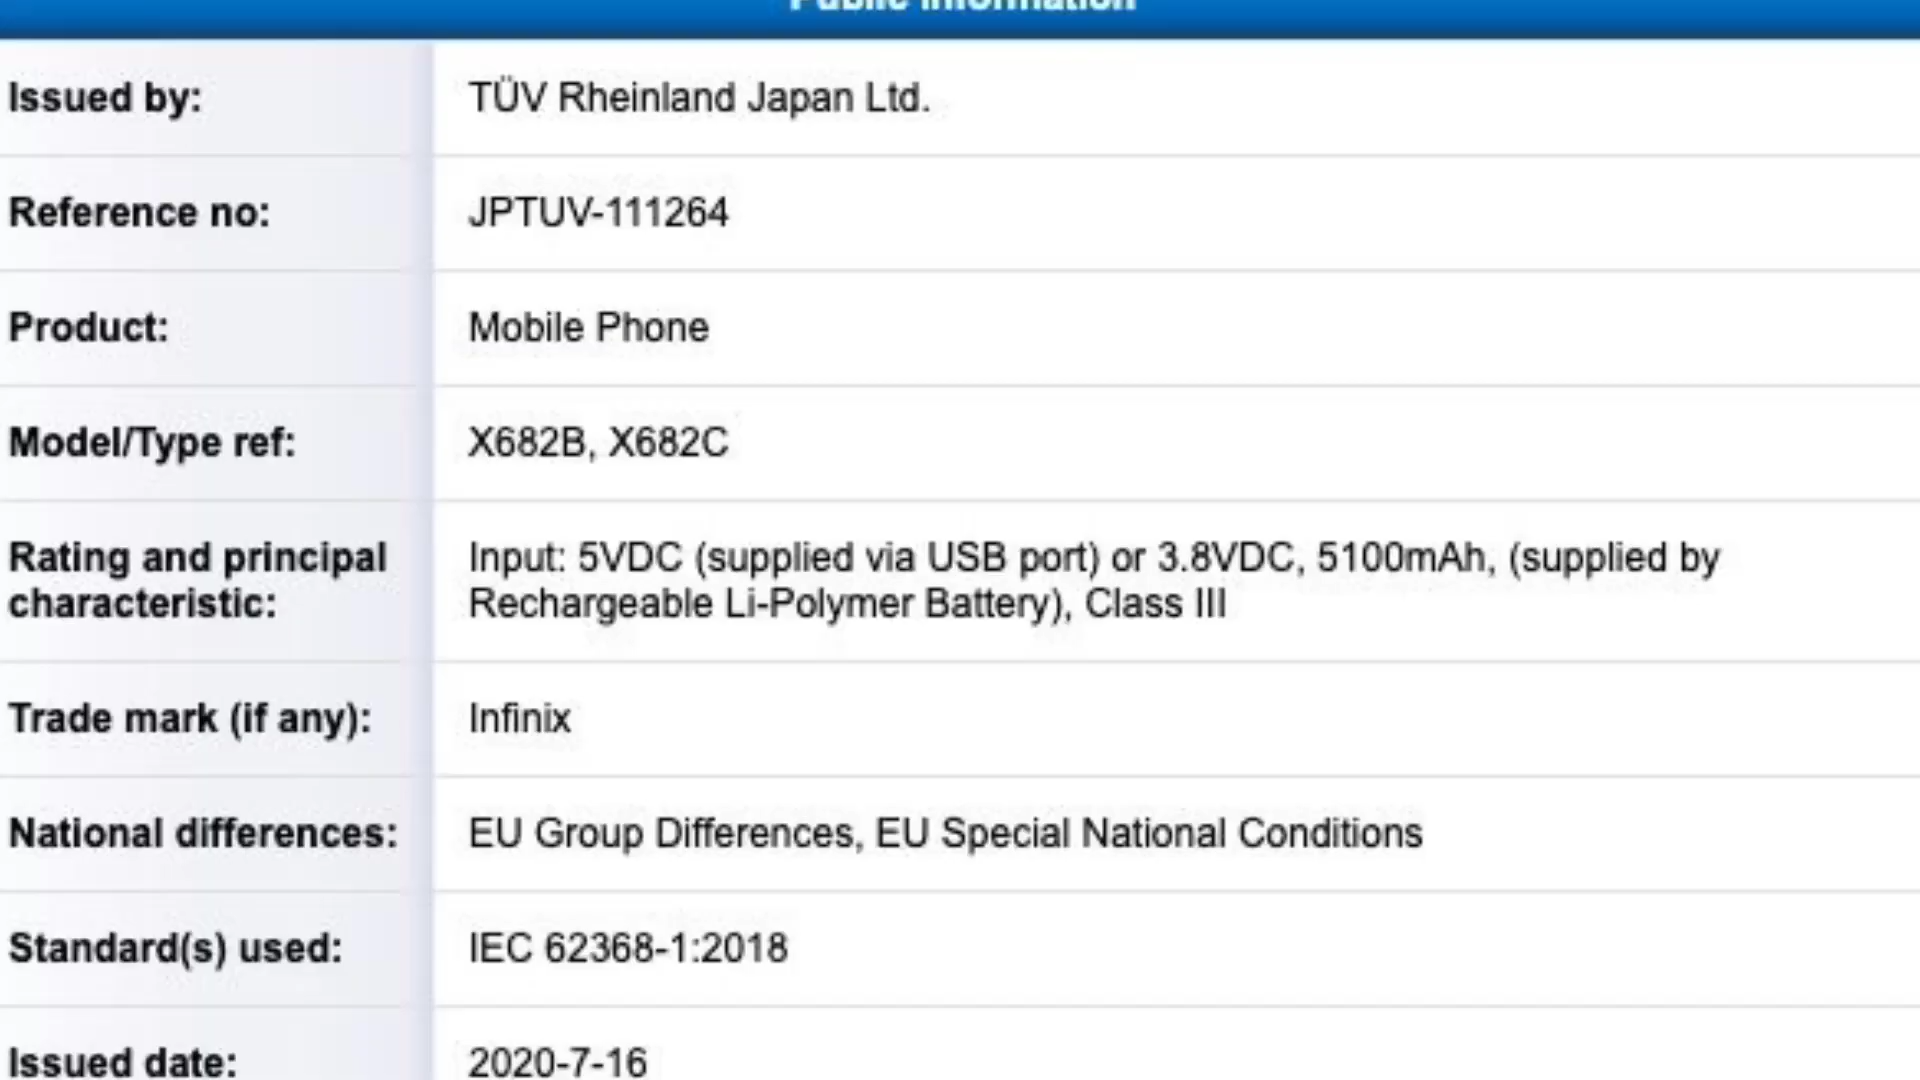 Public Information
Issued by: TÜV Rheinland Japan Ltd.
Reference no: JPTUV-111264
Product: Mobile Phone
Model/Type ref: X682B, X682C
Rating and principal characteristic: Input: 5VDC (supplied via USB port) or 3.8VDC, 5100mAh, (supplied by
Rechargeable Li-Polymer Battery), Class III
Trade mark (if any): Infinix
National differences: EU Group Differences, EU Special National Conditions
Standard(s) used: IEC 62368-1:2018
Issued date: 2020-7-16